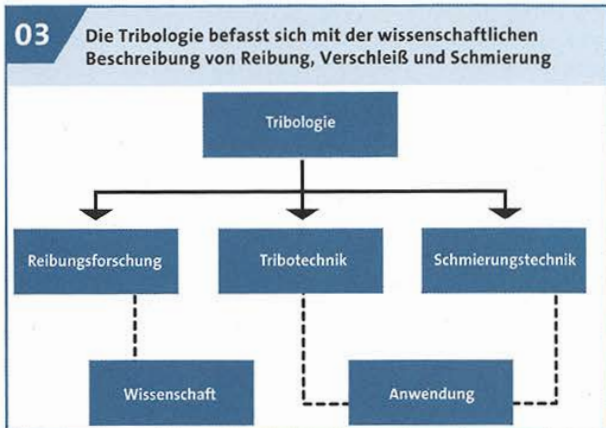 03
Die Tribologie befasst sich mit der wissenschaftlichen
Beschreibung von Reibung, Verschleiß und Schmierung
Tribologie
Reibungsforschung
Tribotechnik
Schmierungstechnik
Wissenschaft
Anwendung